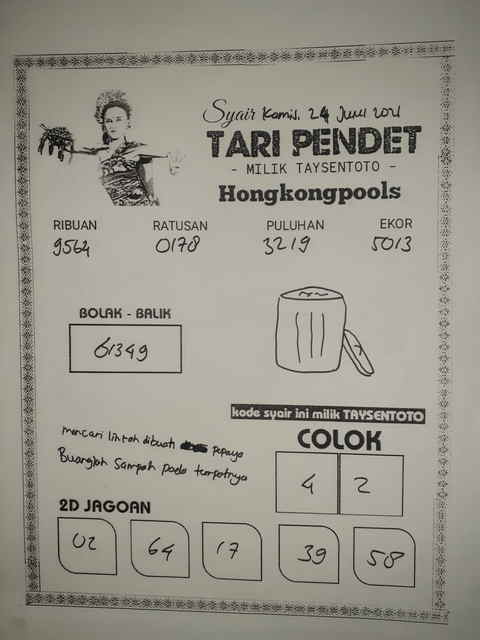 Syair Kamis, 24 Juni 2021
TARI PENDET
- MILIK TAYSENTOTO -
Hongkongpools
RIBUAN RATUSAN PULUHAN EKOR
9564 0178 3219 5013
BOLAK - BALIK
61349
kode syair ini milik TAYSENTOTO
mencari lintah dibuah pepaya
Buanglah Sampah pada tempatnya
COLOK
4 2
2D JAGOAN
02 64 17 39 58